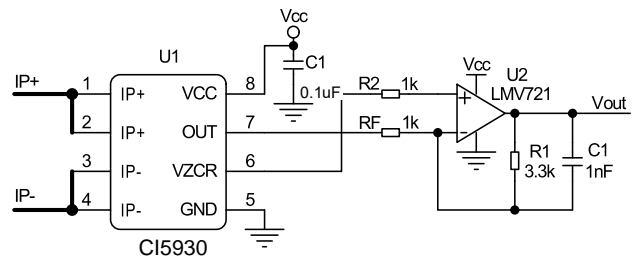 Vcc
U1
C1
0.1uF
IP+
1
IP+
VCC
8
2
IP+
OUT
7
3
IP-
VZCR
6
IP-
4
IP-
GND
5
CI5930
R2
1k
RF
1k
Vcc
U2
LMV721
+
-
Vout
R1
3.3k
C1
1nF